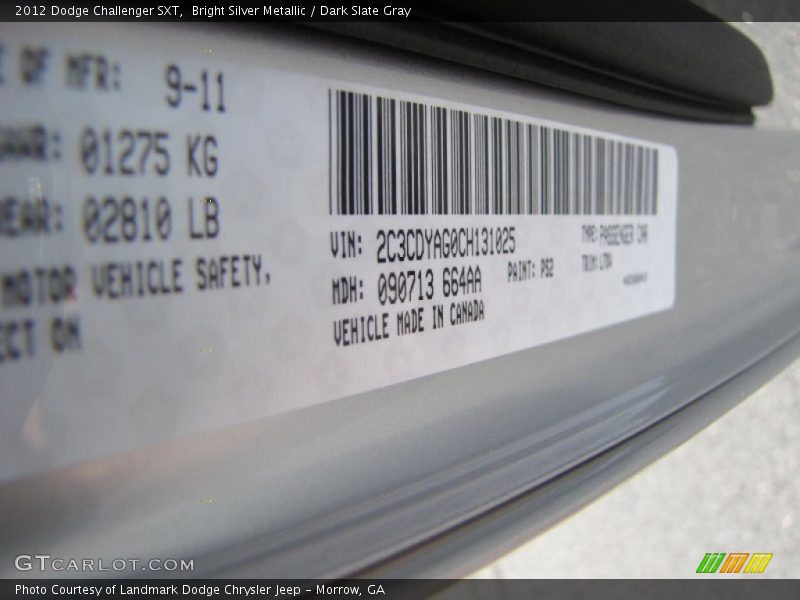 2012 Dodge Challenger SXT,  Bright Silver Metallic / Dark Slate Gray
OF MFR: 9-11
01275 KG
02810 LB
MOTOR VEHICLE SAFETY,
ON
VIN: 2C3CDYAG0CH131025
TYPE: PASSENGER CAR
MDH: 090713 664AA
PAINT: PS2
TRIM:
VEHICLE MADE IN CANADA
GTCARLOT.COM
Photo Courtesy of Landmark Dodge Chrysler Jeep - Morrow, GA